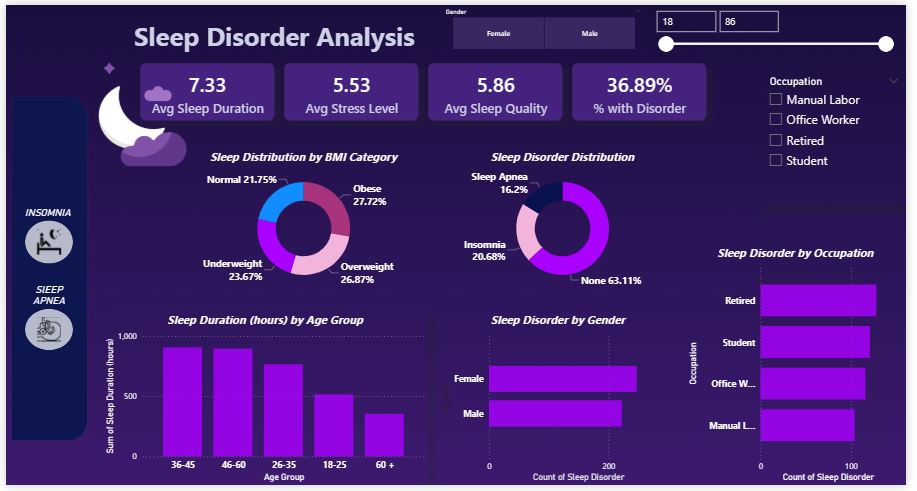 Sleep Disorder Analysis
Gender
Female
Male
18
86
7.33
Avg Sleep Duration
5.53
Avg Stress Level
5.86
Avg Sleep Quality
36.89%
% with Disorder
Occupation
Manual Labor
Office Worker
Retired
Student
INSOMNIA
SlEEP
APNEA
Sleep Distribution by BMI Category
Normal 21.75%
Obese
27.72%
Underweight
23.67%
Overweight
26.87%
Sleep Disorder Distribution
Sleep Apnea
16.2%
Insomnia
20.68%
None 63.11%
Sleep Disorder by Occupation
Occupation
Retired
Student
Office W...
Manual L...
0
100
Count of Sleep Disorder
Sleep Duration (hours) by Age Group
Sum of Sleep Duration (hours)
1,000
500
0
36-45
46-60
26-35
18-25
60 +
Age Group
Sleep Disorder by Gender
Female
Male
0
200
Count of Sleep Disorder